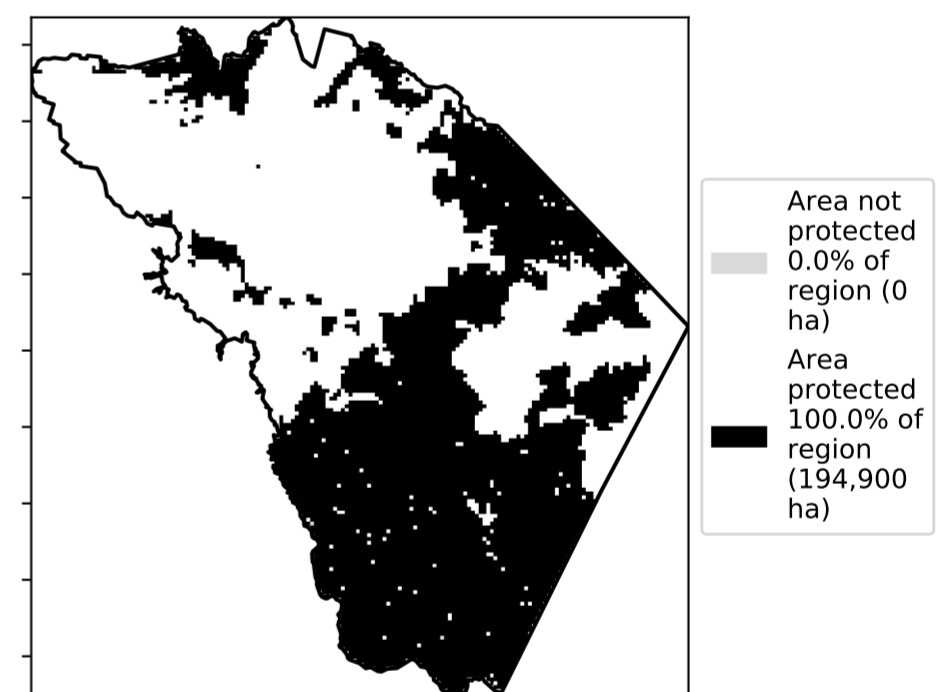 Area not
protected
0.0% of
region (0
ha)
Area
protected
100.0% of
region
(194,900
ha)